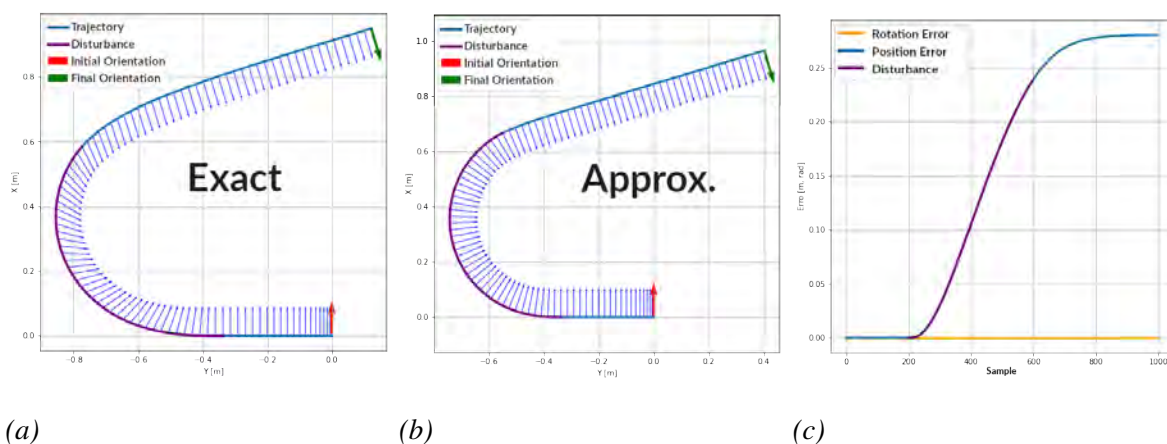 Trajectory
Disturbance
Initial Orientation
Final Orientation
Exact
X [m]
0.8
0.6
0.4
0.2
0.0
−0.8
−0.6
−0.4
−0.2
0.0
Y [m]
Trajectory
Disturbance
Initial Orientation
Final Orientation
Approx.
X [m]
1.0
0.8
0.6
0.4
0.2
0.0
−0.6
−0.4
−0.2
0.0
0.2
0.4
Y [m]
Rotation Error
Position Error
Disturbance
Erro [m, rad]
0.25
0.20
0.15
0.10
0.05
0.00
0
200
400
600
800
1000
Sample
(a)
(b)
(c)